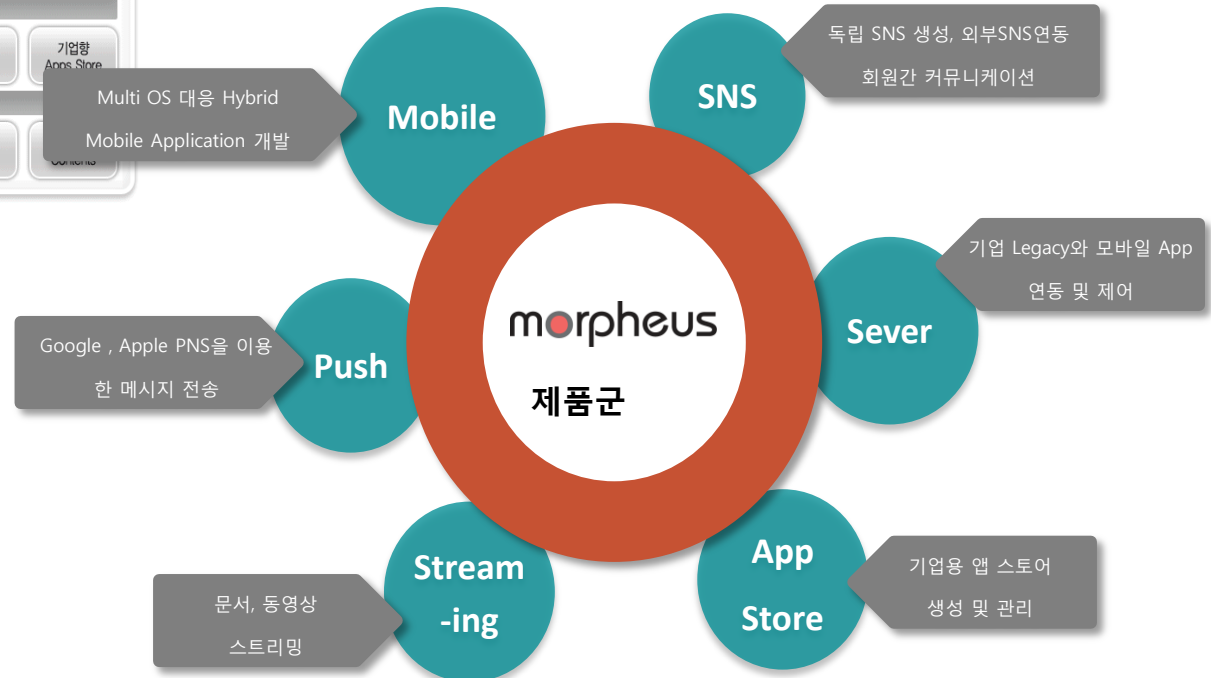 기업향
Apps Store
Multi OS 대응 Hybrid
Mobile Application 개발
Mobile
SNS
독립 SNS 생성, 외부SNS연동
회원간 커뮤니케이션
기업 Legacy와 모바일 App
연동 및 제어
Sever
Google , Apple PNS을 이용
한 메시지 전송
Push
morpheus
제품군
Stream
-ing
문서, 동영상
스트리밍
App
Store
기업용 앱 스토어
생성 및 관리